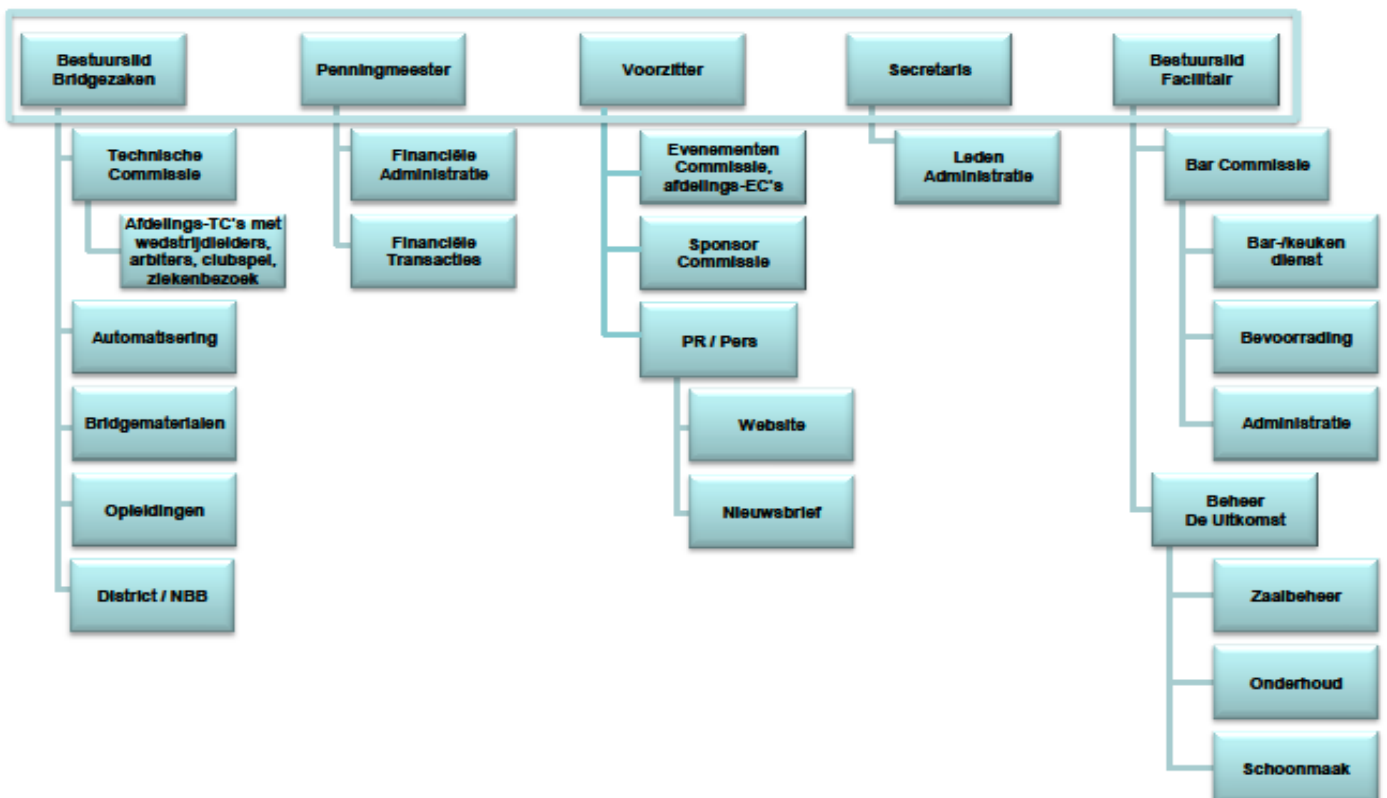 Bestuurslid
Bridgezaken
Penningmeester
Voorzitter
Secretaris
Bestuurslid
Facilitair
Technische
Commissie
Afdelings-TC's met
wedstrijdleiders,
arbiters, clubspel,
ziekenbezoek
Automatisering
Bridgematerialen
Opleidingen
District / NBB
Financiële
Administratie
Financiële
Transacties
Evenementen
Commissie,
afdelings-EC's
Sponsor
Commissie
PR / Pers
Website
Nieuwsbrief
Leden
Administratie
Bar Commissie
Bar-/keuken
dienst
Bevoorrading
Administratie
Beheer
De Uitkomst
Zaalbeheer
Onderhoud
Schoonmaak